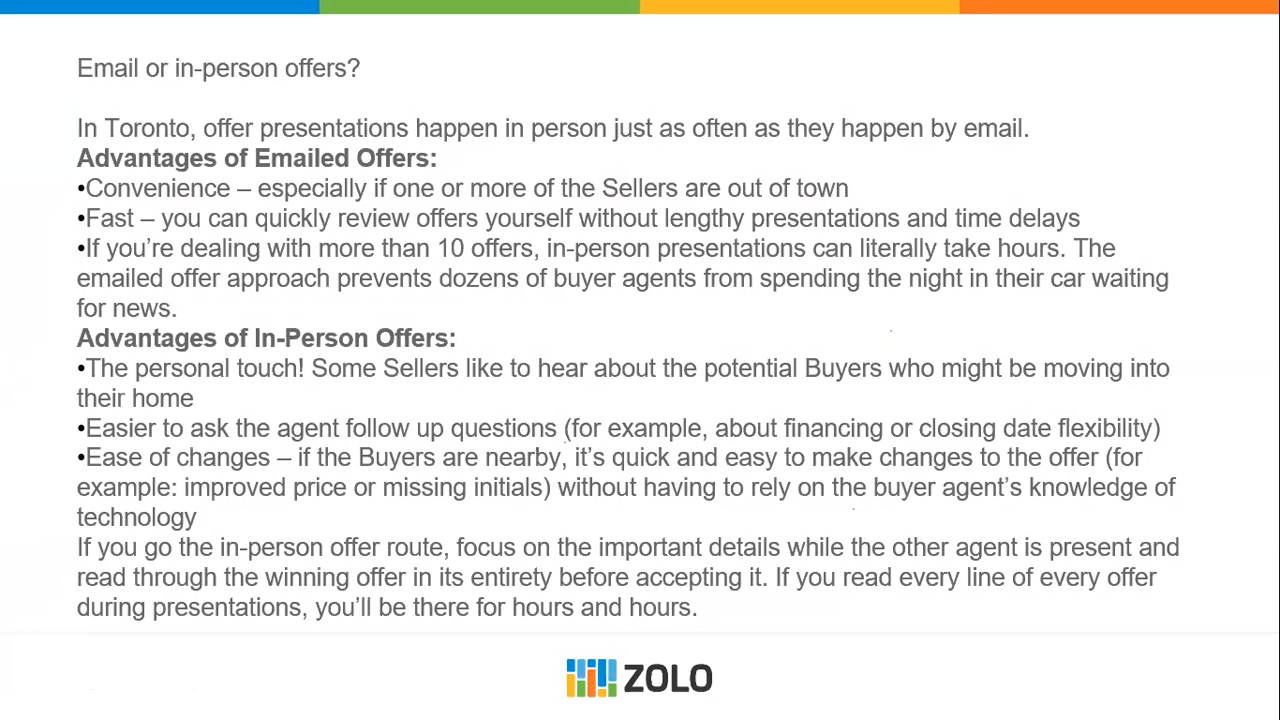 Email or in-person offers?
In Toronto, offer presentations happen in person just as often as they happen by email.
Advantages of Emailed Offers:
•Convenience – especially if one or more of the Sellers are out of town
•Fast – you can quickly review offers yourself without lengthy presentations and time delays
•If you’re dealing with more than 10 offers, in-person presentations can literally take hours. The
emailed offer approach prevents dozens of buyer agents from spending the night in their car waiting
for news.
Advantages of In-Person Offers:
•The personal touch! Some Sellers like to hear about the potential Buyers who might be moving into
their home
•Easier to ask the agent follow up questions (for example, about financing or closing date flexibility)
•Ease of changes – if the Buyers are nearby, it’s quick and easy to make changes to the offer (for
example: improved price or missing initials) without having to rely on the buyer agent’s knowledge of
technology
If you go the in-person offer route, focus on the important details while the other agent is present and
read through the winning offer in its entirety before accepting it. If you read every line of every offer
during presentations, you’ll be there for hours and hours.
ZOLO